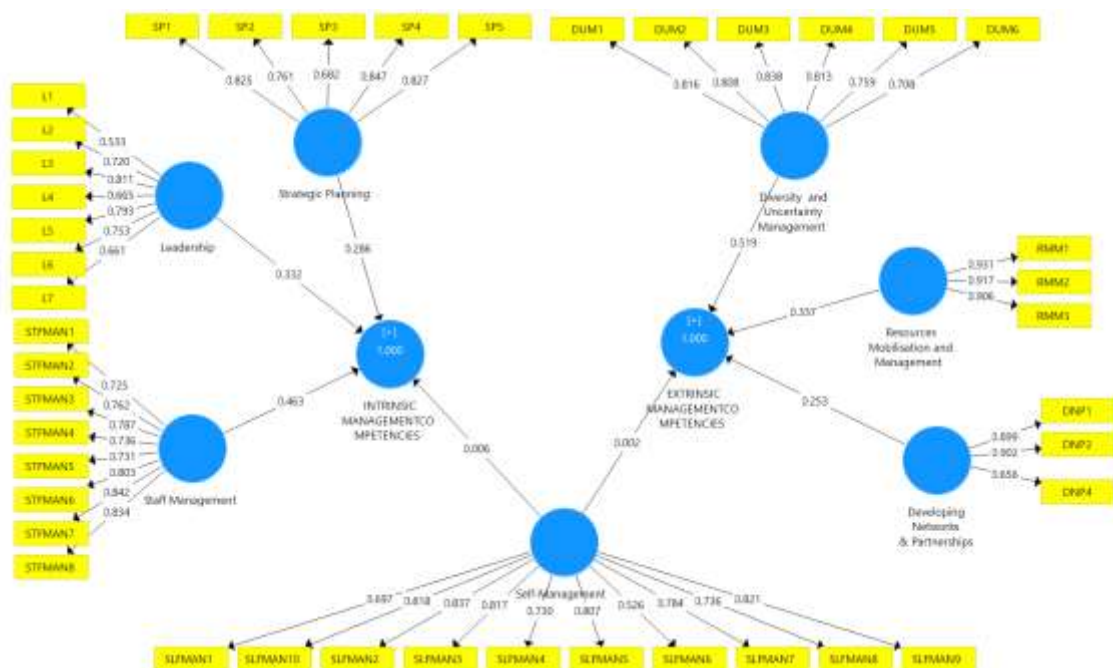 SP1 SP2 SP3 SP4 SP5
DUM1 DUM2 DUM3 DUM4 DUM5 DUM6
0.825 0.761 0.682 0.847 0.827
0.816 0.808 0.838 0.813 0.759 0.708
L1
L2
L3
L4
L5
L6
L7
0.533
0.720
0.811
0.665
0.793
0.753
0.661
Leadership
Strategic Planning
Diversity and
Uncertainty
Management
0.332
0.286
0.519
RMM1
RMM2
RMM3
0.931
0.917
0.906
Resources
Mobilisation and
Management
0.337
STFMAN1
STFMAN2
STFMAN3
STFMAN4
STFMAN5
STFMAN6
STFMAN7
STFMAN8
0.725
0.762
0.787
0.736
0.731
0.803
0.842
0.834
Staff Management
0.463
[+]
1.000
INTRINSIC
MANAGEMENTCO
MPETENCIES
[+]
1.000
EXTRINSIC
MANAGEMENTCO
MPETENCIES
0.253
DNP1
DNP2
DNP4
0.899
0.902
0.858
Developing
Networks
& Partnerships
0.006
0.002
Self-Management
0.697 0.818 0.837 0.817 0.730 0.807 0.526 0.784 0.736 0.821
SLFMAN1 SLFMAN10 SLFMAN2 SLFMAN3 SLFMAN4 SLFMAN5 SLFMAN6 SLFMAN7 SLFMAN8 SLFMAN9